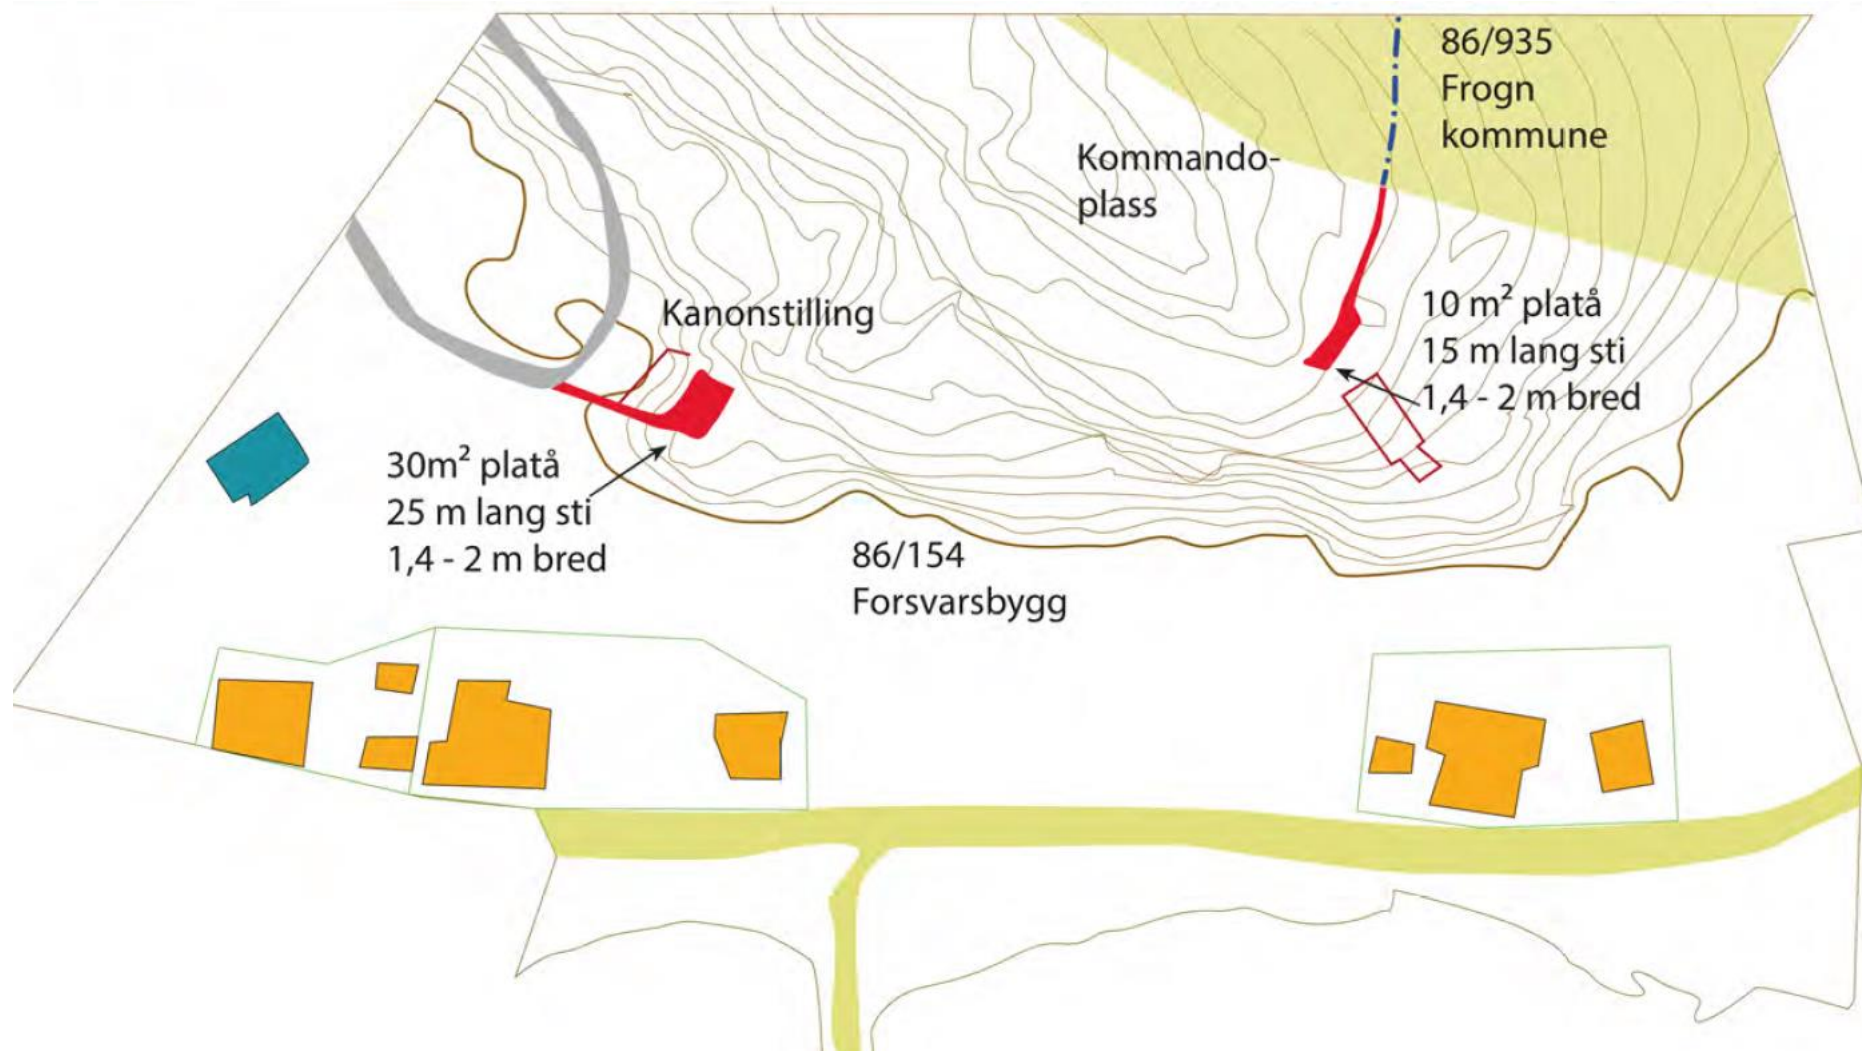 86/935
Frogn
kommune
Kommando-
plass
Kanonstilling
10 m² platå
15 m lang sti
1,4 - 2 m bred
30m² platå
25 m lang sti
1,4 - 2 m bred
86/154
Forsvarsbygg